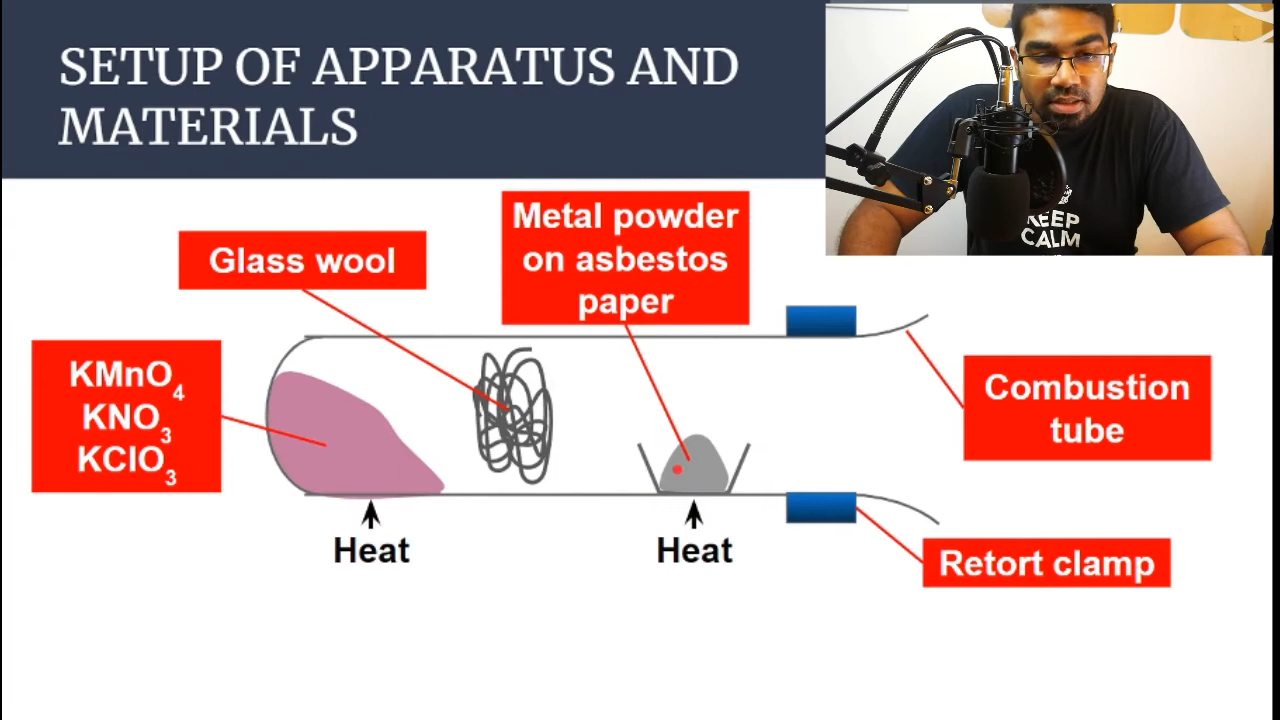 SETUP OF APPARATUS AND
MATERIALS
KEEP
CALM
Metal powder
on asbestos
paper
Glass wool
KMnO₄
KNO₃
KClO₃
Combustion
tube
Heat
Heat
Retort clamp